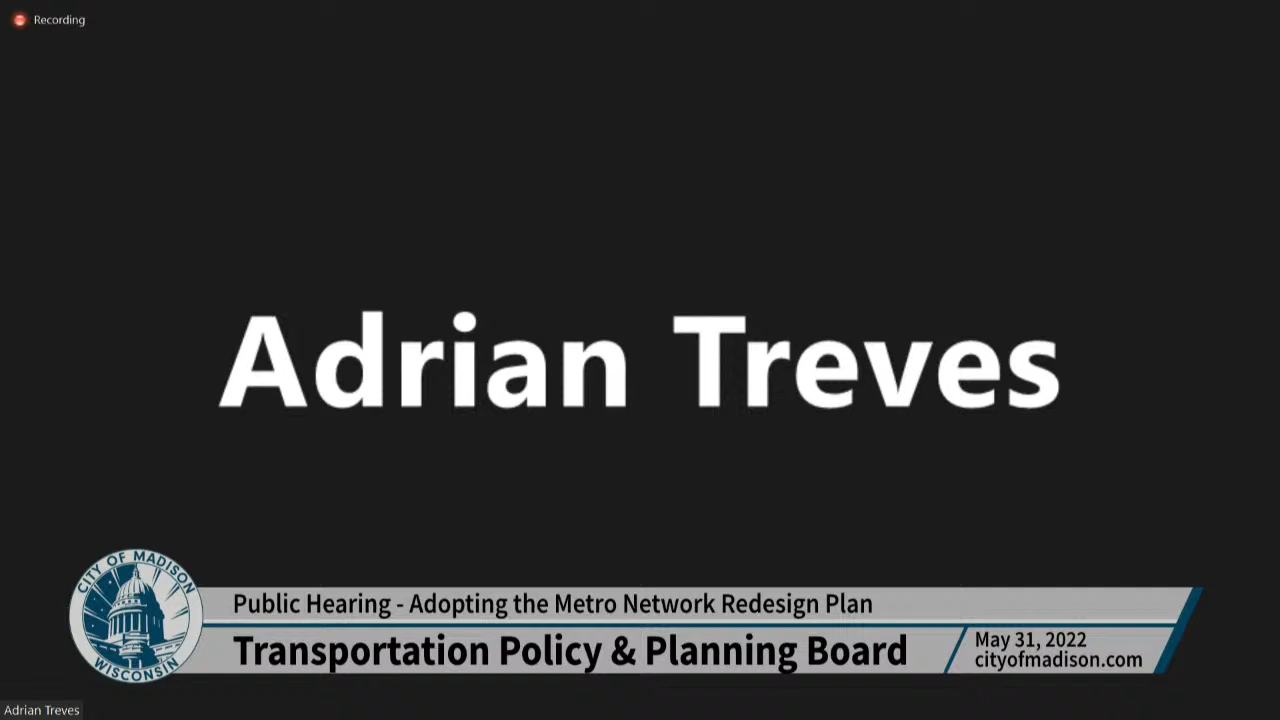 Recording
Adrian Treves
CITY OF MADISON
WISCONSIN
Public Hearing - Adopting the Metro Network Redesign Plan
Transportation Policy & Planning Board
May 31, 2022
cityofmadison.com
Adrian Treves